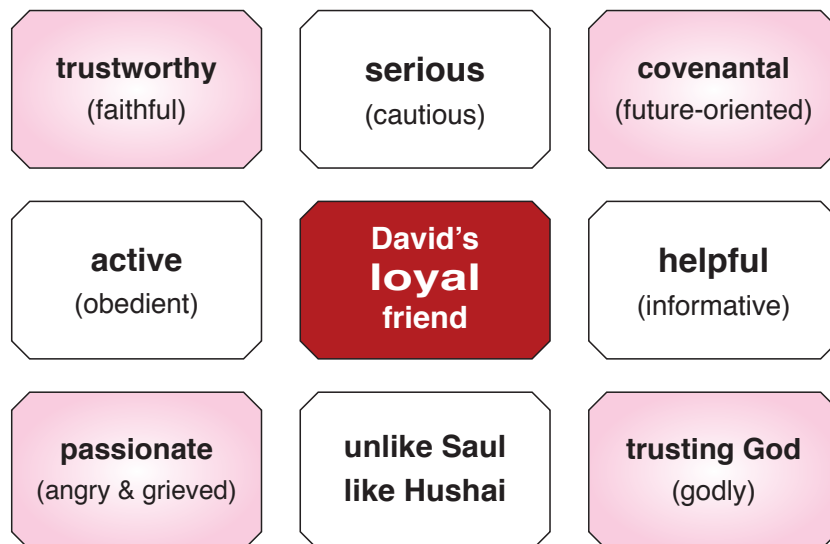 trustworthy
(faithful)
serious
(cautious)
covenantal
(future-oriented)
active
(obedient)
David’s
loyal
friend
helpful
(informative)
passionate
(angry & grieved)
unlike Saul
like Hushai
trusting God
(godly)